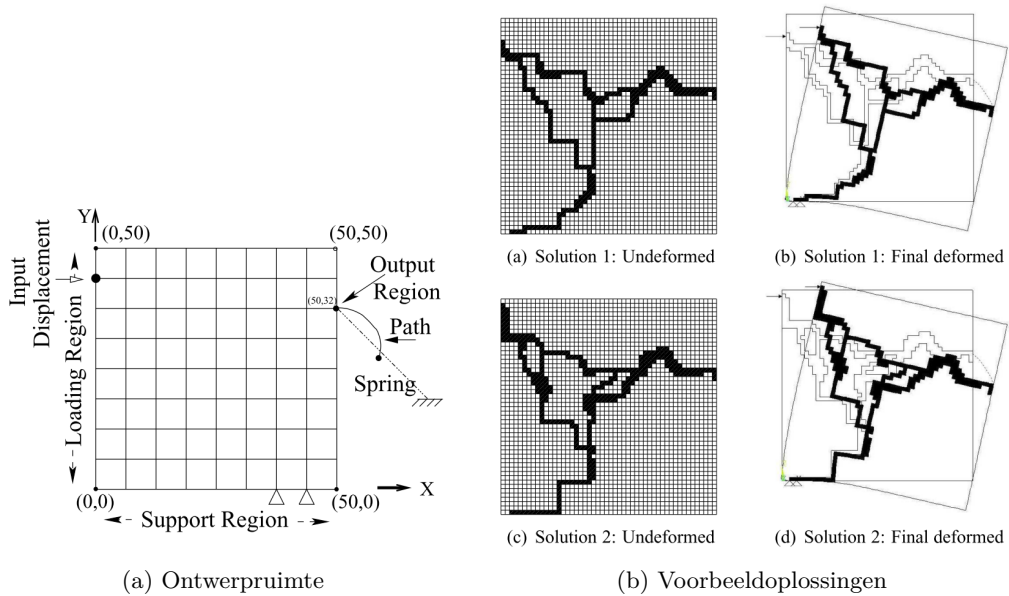 Y
(0,50)
(50,50)
Input
Displacement
Output
Region
(50,32)
Path
Loading Region
Spring
(0,0)
(50,0)
X
Support Region
(a) Ontwerpruimte
(a) Solution 1: Undeformed
(b) Solution 1: Final deformed
(c) Solution 2: Undeformed
(d) Solution 2: Final deformed
(b) Voorbeeldoplossingen